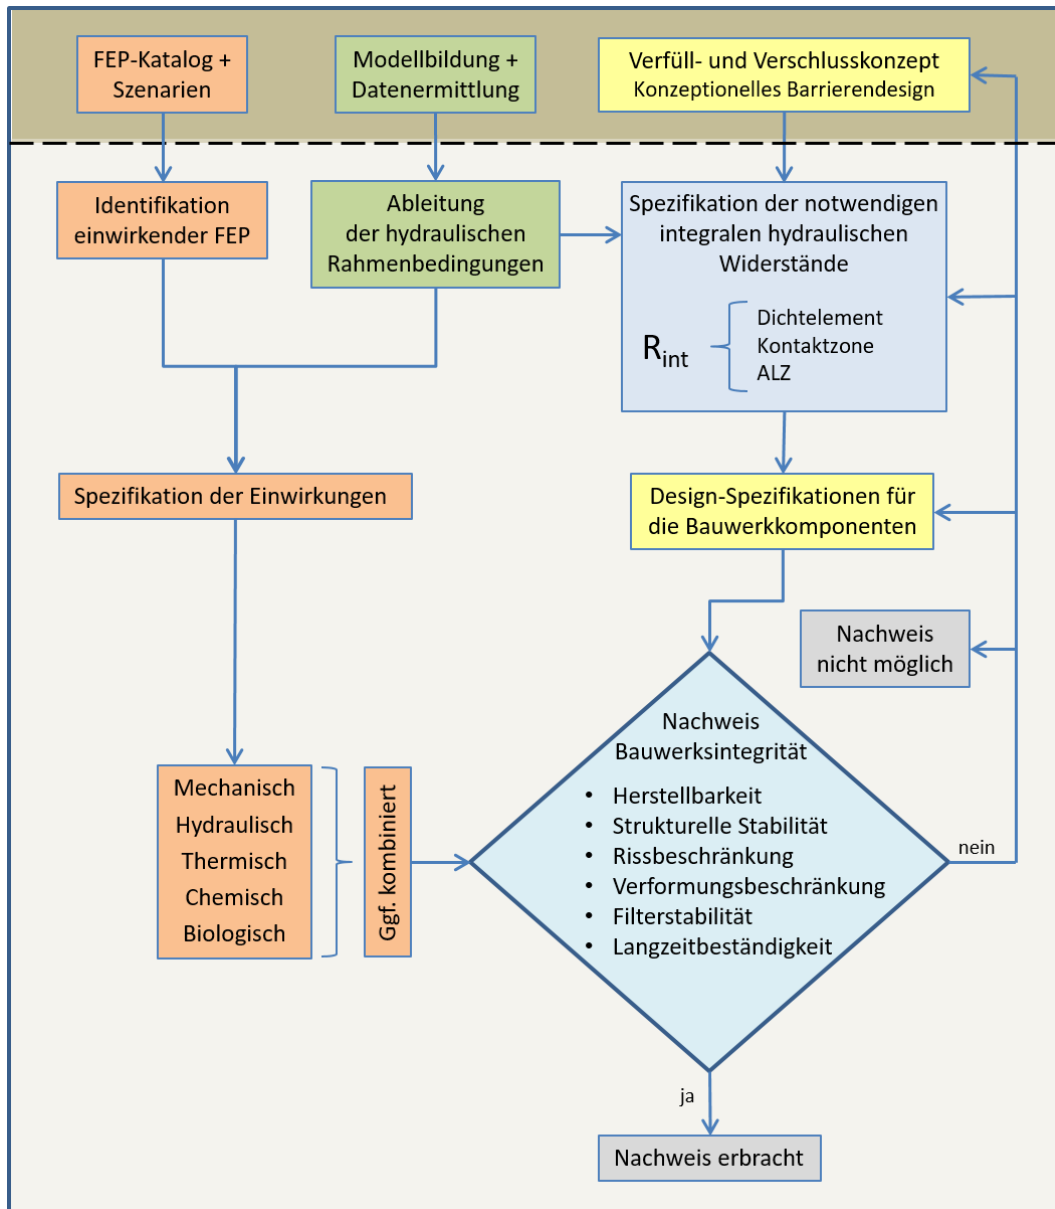 FEP-Katalog +
Szenarien
Modellbildung +
Datenermittlung
Verfüll- und Verschlusskonzept
Konzeptionelles Barrierendesign
Identifikation
einwirkender FEP
Ableitung
der hydraulischen
Rahmenbedingungen
Spezifikation der notwendigen
integralen hydraulischen
Widerstände
R_int
Dichtelement
Kontaktzone
ALZ
Spezifikation der Einwirkungen
Design-Spezifikationen für
die Bauwerkkomponenten
Nachweis
nicht möglich
Mechanisch
Hydraulisch
Thermisch
Chemisch
Biologisch
Ggf. kombiniert
Nachweis
Bauwerksintegrität
• Herstellbarkeit
• Strukturelle Stabilität
• Rissbeschränkung
• Verformungsbeschränkung
• Filterstabilität
• Langzeitbeständigkeit
nein
ja
Nachweis erbracht